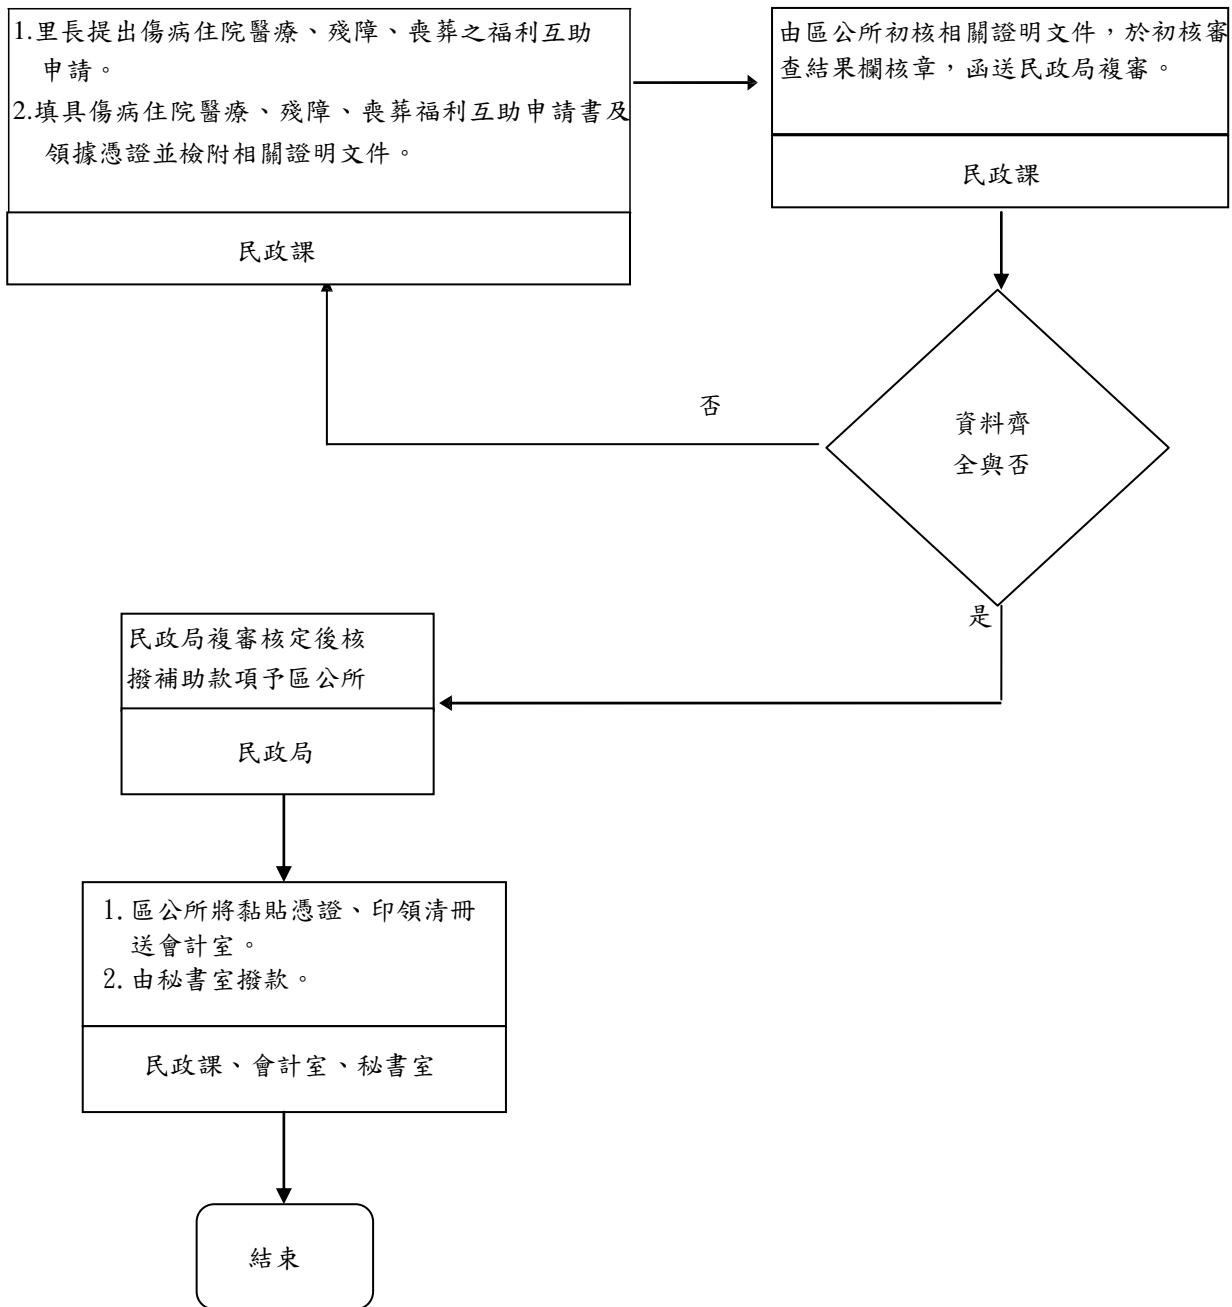 1.里長提出傷病住院醫療、殘障、喪葬之福利互助
申請。
2.填具傷病住院醫療、殘障、喪葬福利互助申請書及
領據憑證並檢附相關證明文件。
民政課
由區公所初核相關證明文件，於初核審
查結果欄核章，函送民政局複審。
民政課
資料齊
全與否
否
是
民政局複審核定後核
撥補助款項予區公所
民政局
1.區公所將黏貼憑證、印領清冊
送會計室。
2.由秘書室撥款。
民政課、會計室、秘書室
結束